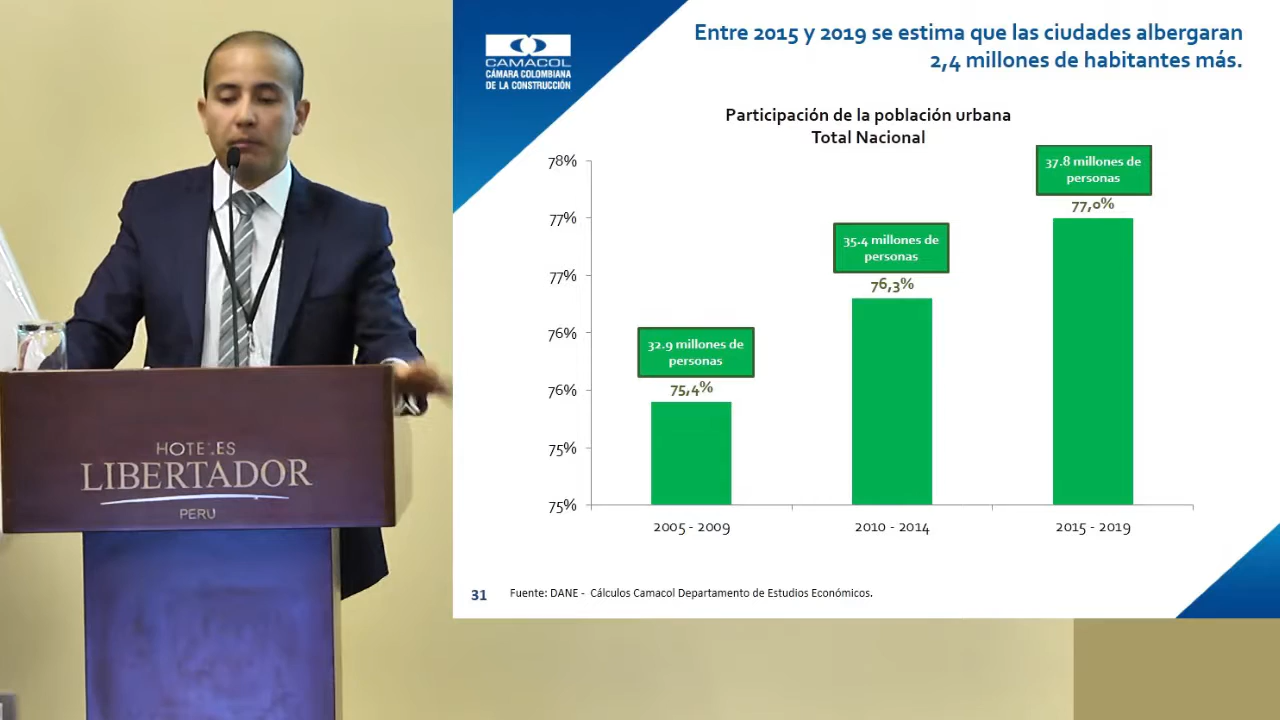 CAMACOL
CÁMARA COLOMBIANA
DE LA CONSTRUCCIÓN
Entre 2015 y 2019 se estima que las ciudades albergaran
2,4 millones de habitantes más.
Participación de la población urbana
Total Nacional
78%
77%
77%
76%
76%
75%
75%
32.9 millones de
personas
75,4%
35.4 millones de
personas
76,3%
37.8 millones de
personas
77,0%
2005 - 2009
2010 - 2014
2015 - 2019
31
Fuente: DANE - Cálculos Camacol Departamento de Estudios Económicos.
HOTELES
LIBERTADOR
PERU